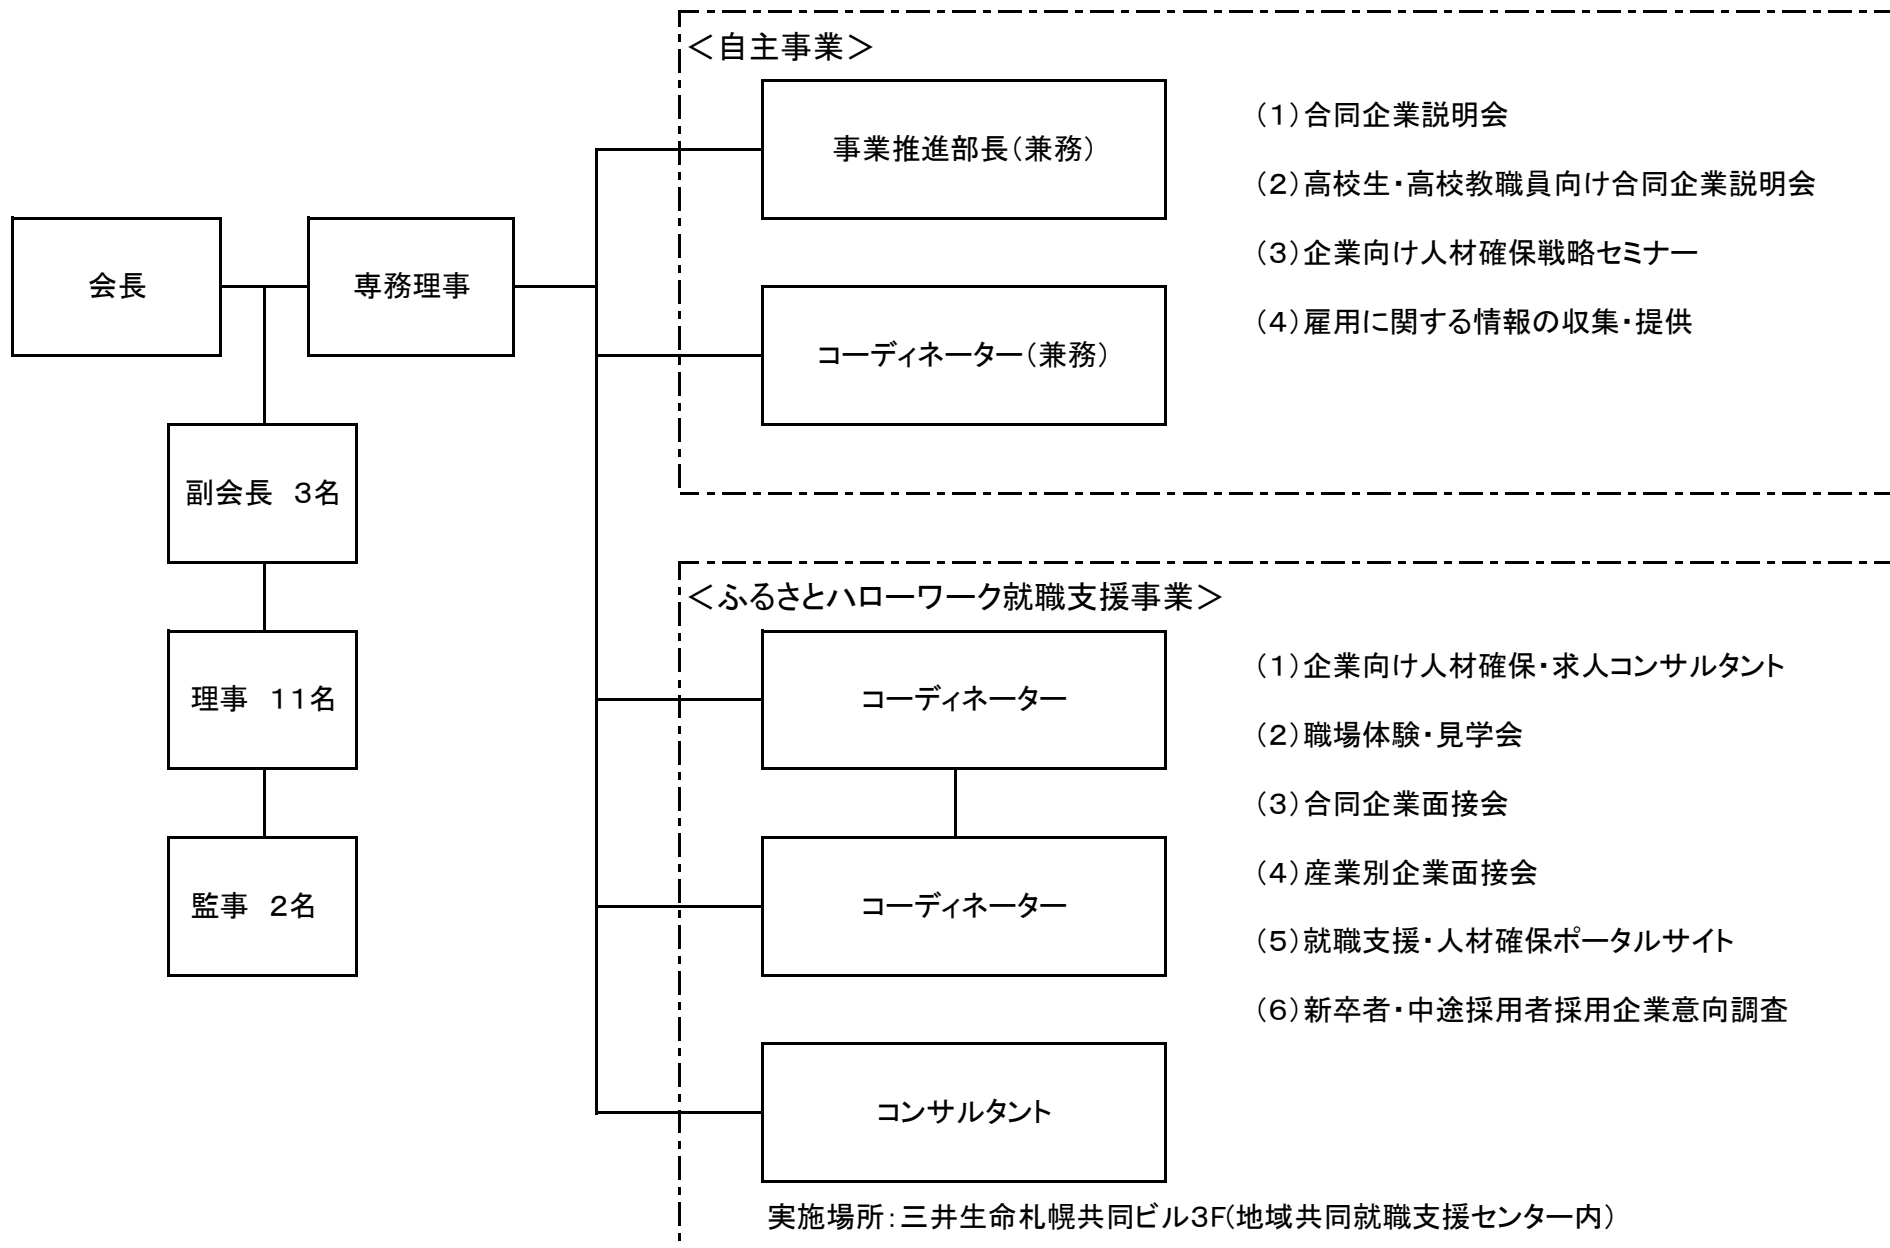 ＜自主事業＞
事業推進部長（兼務）
（１）合同企業説明会
（２）高校生・高校教職員向け合同企業説明会
（３）企業向け人材確保戦略セミナー
（４）雇用に関する情報の収集・提供
会長
専務理事
コーディネーター（兼務）
副会長　３名
理事　１１名
監事　２名
＜ふるさとハローワーク就職支援事業＞
コーディネーター
コーディネーター
コンサルタント
（１）企業向け人材確保・求人コンサルタント
（２）職場体験・見学会
（３）合同企業面接会
（４）産業別企業面接会
（５）就職支援・人材確保ポータルサイト
（６）新卒者・中途採用者採用企業意向調査
実施場所：三井生命札幌共同ビル３F(地域共同就職支援センター内）